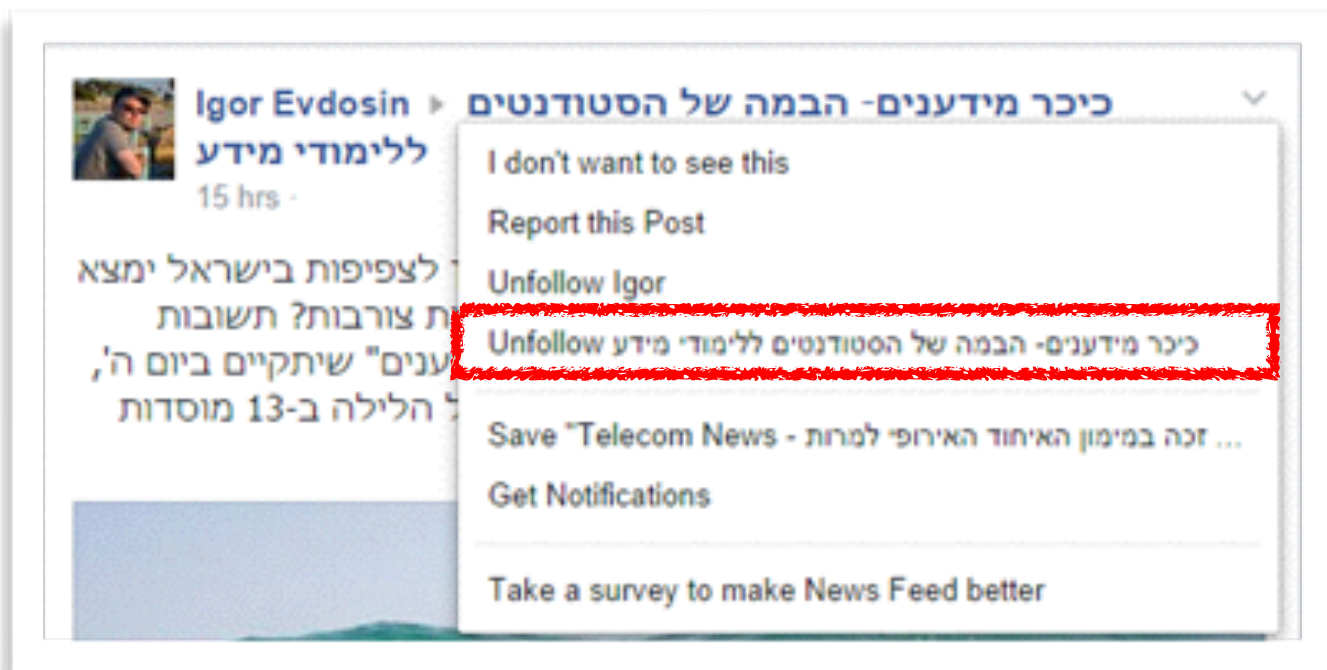 Igor Evdosin ▸ כיכר מידענים- הבמה של הסטודנטים
ללימודי מידע
15 hrs ·
לצפיפות בישראל ימצא
ת צורבות? תשובות
ענים" שיתקיים ביום ה',
הלילה ב-13 מוסדות
I don't want to see this
Report this Post
Unfollow Igor
Unfollow כיכר מידענים- הבמה של הסטודנטים ללימודי מידע
Save "Telecom News - זכה במימון האיחוד האירופי למרות ...
Get Notifications
Take a survey to make News Feed better